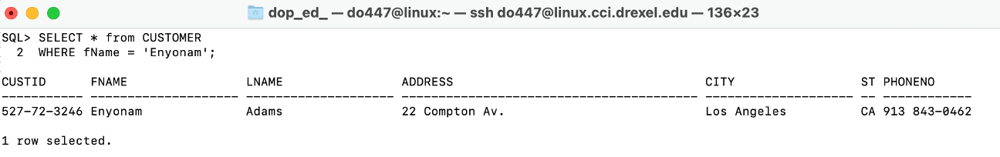 dop_ed_ — do447@linux:~ — ssh do447@linux.cci.drexel.edu — 136×23
SQL> SELECT * from CUSTOMER
  2  WHERE fName = 'Enyonam';
CUSTID      FNAME                LNAME                ADDRESS                                  CITY                 ST PHONENO
----------- -------------------- -------------------- ---------------------------------------- -------------------- -- ------------
527-72-3246 Enyonam              Adams                22 Compton Av.                           Los Angeles          CA 913 843-0462
1 row selected.